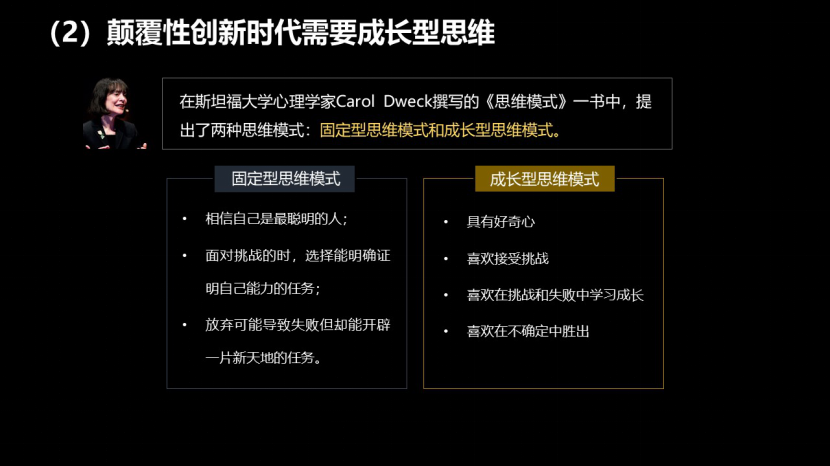 （2）颠覆性创新时代需要成长型思维
在斯坦福大学心理学家Carol Dweck撰写的《思维模式》一书中，提
出了两种思维模式：固定型思维模式和成长型思维模式。
固定型思维模式
• 相信自己是最聪明的人；
• 面对挑战的时，选择能明确证
明自己能力的任务；
• 放弃可能导致失败但却能开辟
一片新天地的任务。
成长型思维模式
• 具有好奇心
• 喜欢接受挑战
• 喜欢在挑战和失败中学习成长
• 喜欢在不确定中胜出